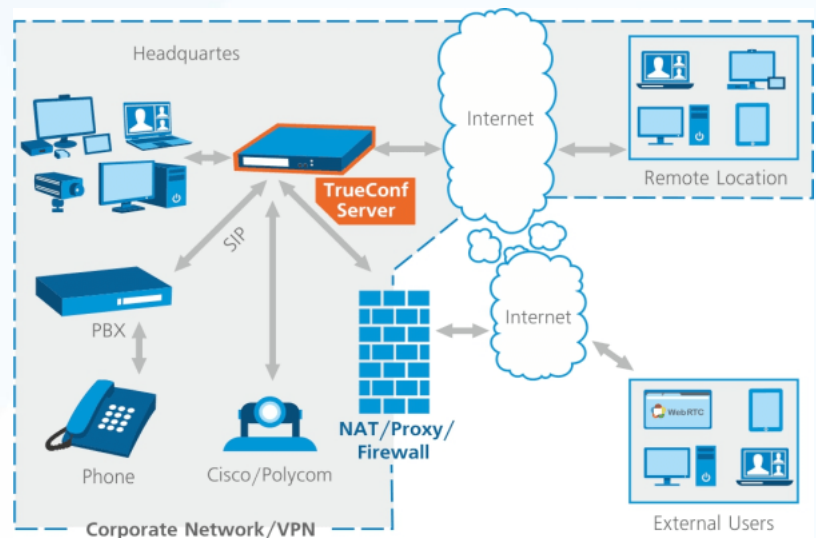 Headquartes
Internet
Remote Location
TrueConf
Server
SIP
PBX
Internet
NAT/Proxy/
Firewall
WebRTC
Phone
Cisco/Polycom
External Users
Corporate Network/VPN